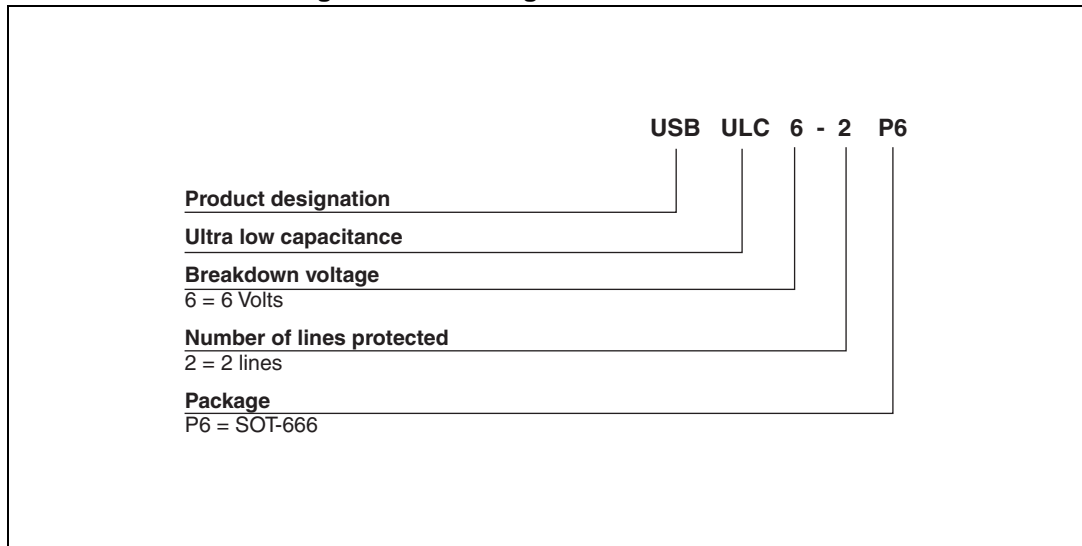 USB ULC 6 - 2 P6
Product designation
Ultra low capacitance
Breakdown voltage
6 = 6 Volts
Number of lines protected
2 = 2 lines
Package
P6 = SOT-666